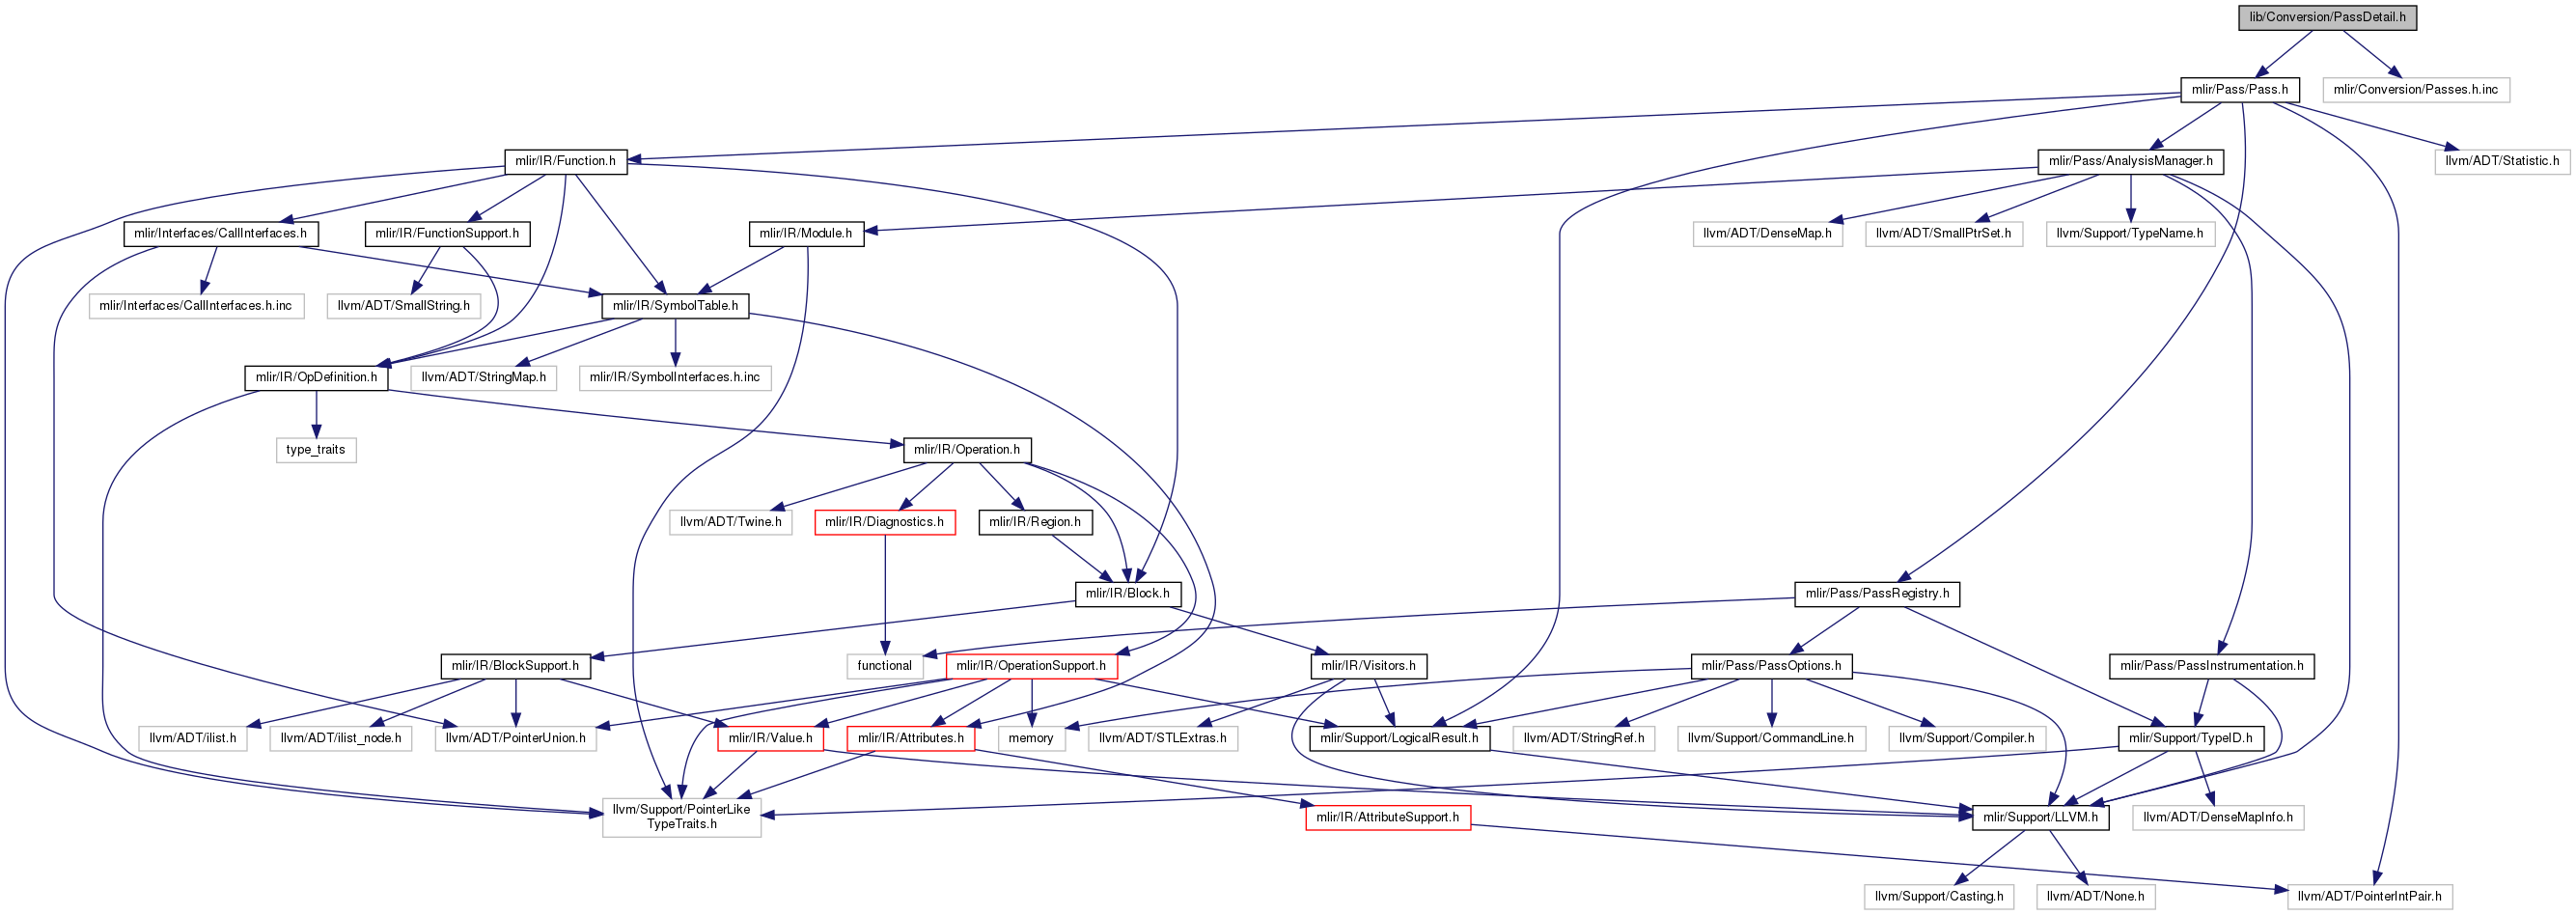 lib/Conversion/PassDetail.h
mlir/Pass/Pass.h
mlir/Conversion/Passes.h.inc
mlir/IR/Function.h
mlir/Pass/AnalysisManager.h
llvm/ADT/Statistic.h
mlir/Interfaces/CallInterfaces.h
mlir/IR/FunctionSupport.h
mlir/IR/Module.h
llvm/ADT/DenseMap.h
llvm/ADT/SmallPtrSet.h
llvm/Support/TypeName.h
mlir/Interfaces/CallInterfaces.h.inc
llvm/ADT/SmallString.h
mlir/IR/SymbolTable.h
mlir/IR/OpDefinition.h
llvm/ADT/StringMap.h
mlir/IR/SymbolInterfaces.h.inc
type_traits
mlir/IR/Operation.h
llvm/ADT/Twine.h
mlir/IR/Diagnostics.h
mlir/IR/Region.h
mlir/IR/Block.h
mlir/Pass/PassRegistry.h
mlir/IR/BlockSupport.h
functional
mlir/IR/OperationSupport.h
mlir/IR/Visitors.h
mlir/Pass/PassOptions.h
mlir/Pass/PassInstrumentation.h
llvm/ADT/ilist.h
llvm/ADT/ilist_node.h
llvm/ADT/PointerUnion.h
mlir/IR/Value.h
mlir/IR/Attributes.h
memory
llvm/ADT/STLExtras.h
mlir/Support/LogicalResult.h
llvm/ADT/StringRef.h
llvm/Support/CommandLine.h
llvm/Support/Compiler.h
mlir/Support/TypeID.h
llvm/Support/PointerLike
TypeTraits.h
mlir/IR/AttributeSupport.h
mlir/Support/LLVM.h
llvm/ADT/DenseMapInfo.h
llvm/Support/Casting.h
llvm/ADT/None.h
llvm/ADT/PointerIntPair.h